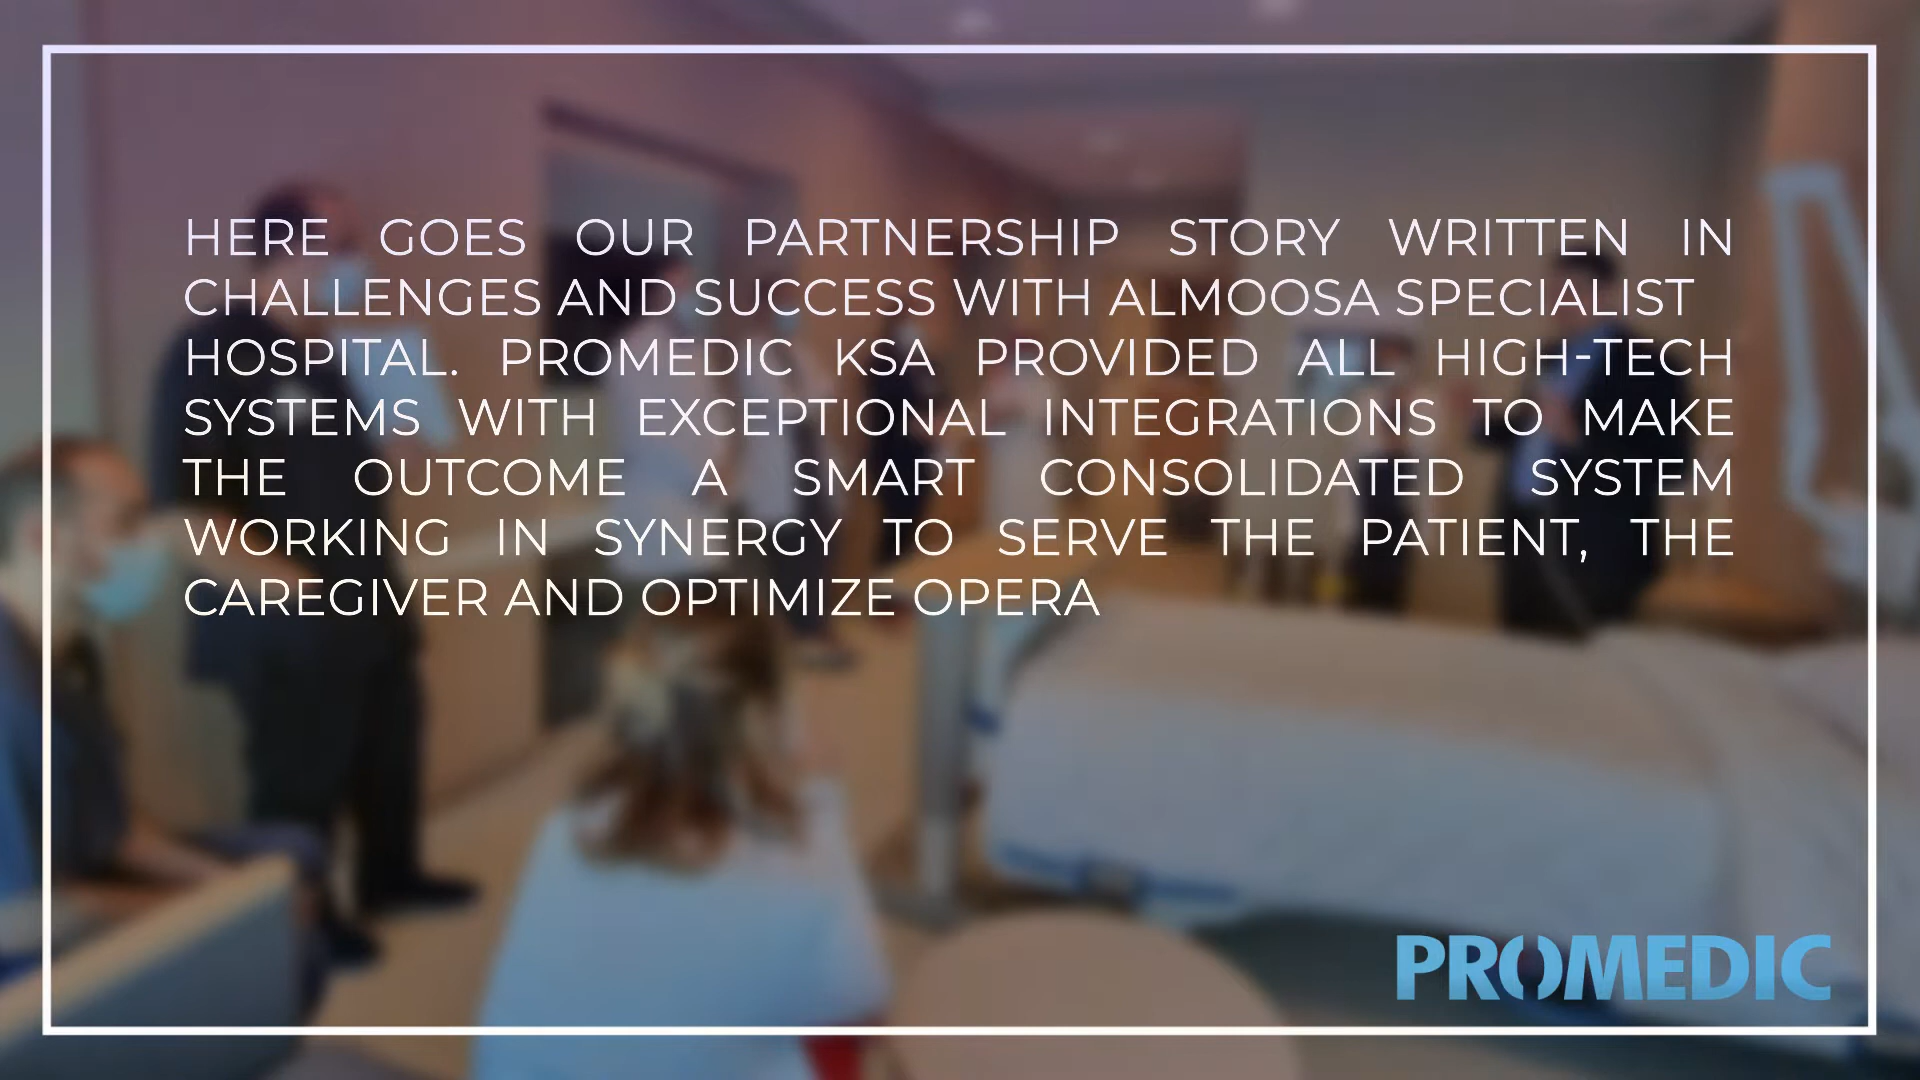 HERE GOES OUR PARTNERSHIP STORY WRITTEN IN
CHALLENGES AND SUCCESS WITH ALMOOSA SPECIALIST
HOSPITAL. PROMEDIC KSA PROVIDED ALL HIGH-TECH
SYSTEMS WITH EXCEPTIONAL INTEGRATIONS TO MAKE
THE OUTCOME A SMART CONSOLIDATED SYSTEM
WORKING IN SYNERGY TO SERVE THE PATIENT, THE
CAREGIVER AND OPTIMIZE OPERA
PROMEDIC